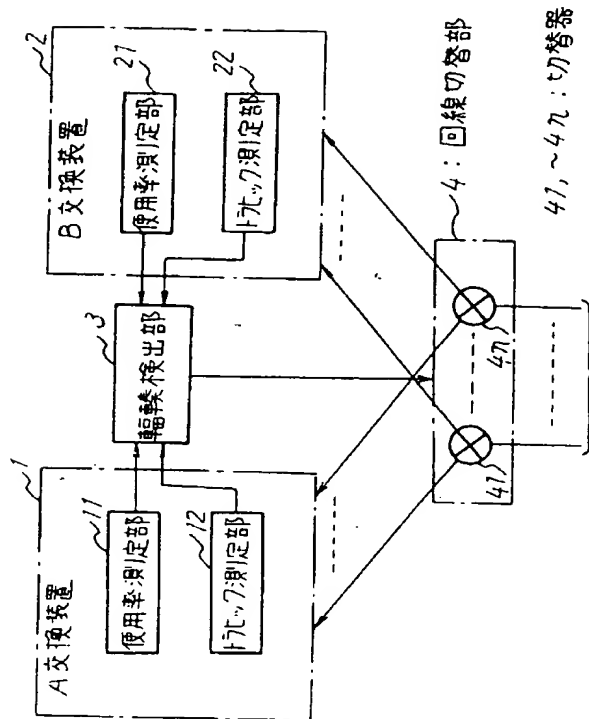 1
A交換装置
11
使用率測定部
12
トラヒック測定部
3
輻輳検出部
2
B交換装置
21
使用率測定部
22
トラヒック測定部
4:回線切替部
41
4n
41,~4n:切替器